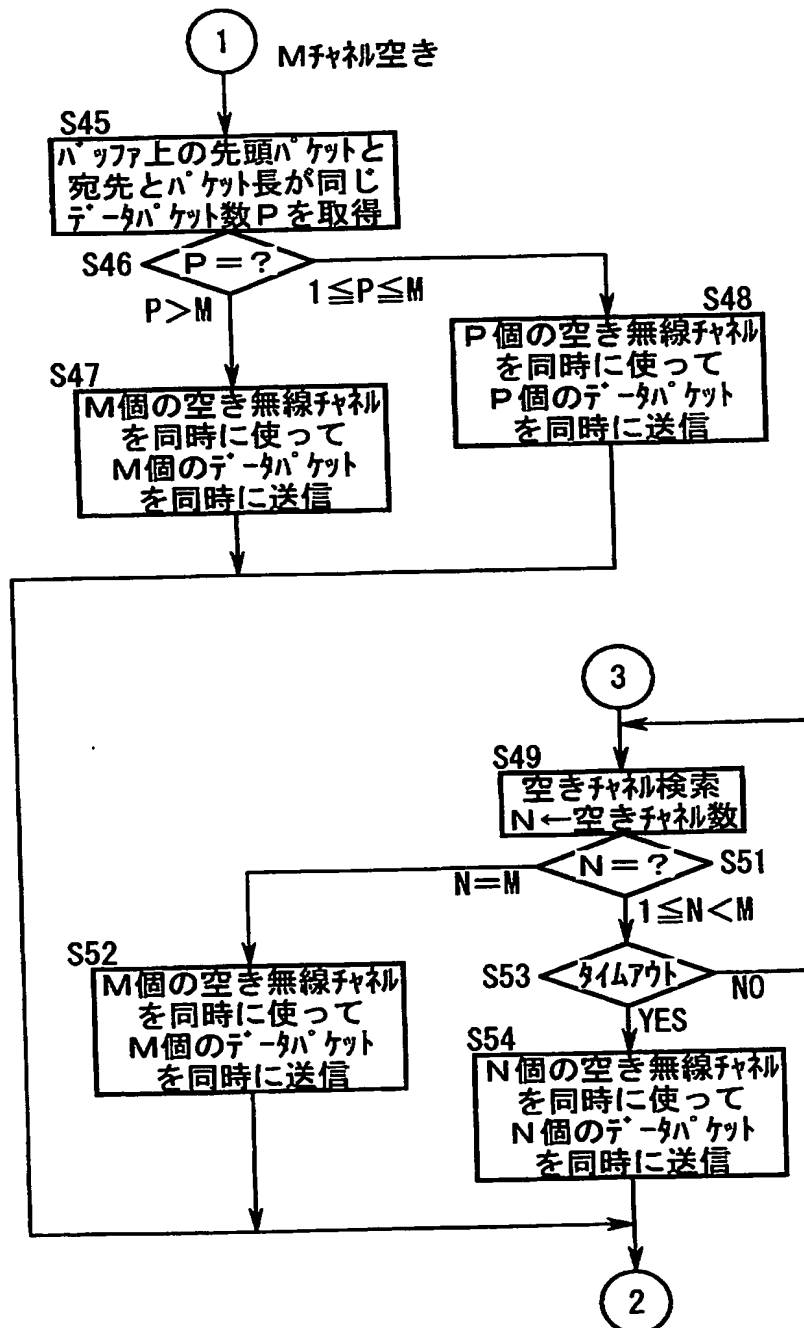 1
Mチャネル空き
S45
バッファ上の先頭パケットと
宛先とパケット長が同じ
データパケット数Pを取得
S46
P=?
1≦P≦M
P>M
S48
P個の空き無線チャネル
を同時に使って
P個のデータパケット
を同時に送信
S47
M個の空き無線チャネル
を同時に使って
M個のデータパケット
を同時に送信
3
S49
空きチャネル検索
N←空きチャネル数
N=?
S51
N=M
1≦N<M
S53
タイムアウト
NO
YES
S52
M個の空き無線チャネル
を同時に使って
M個のデータパケット
を同時に送信
S54
N個の空き無線チャネル
を同時に使って
N個のデータパケット
を同時に送信
2